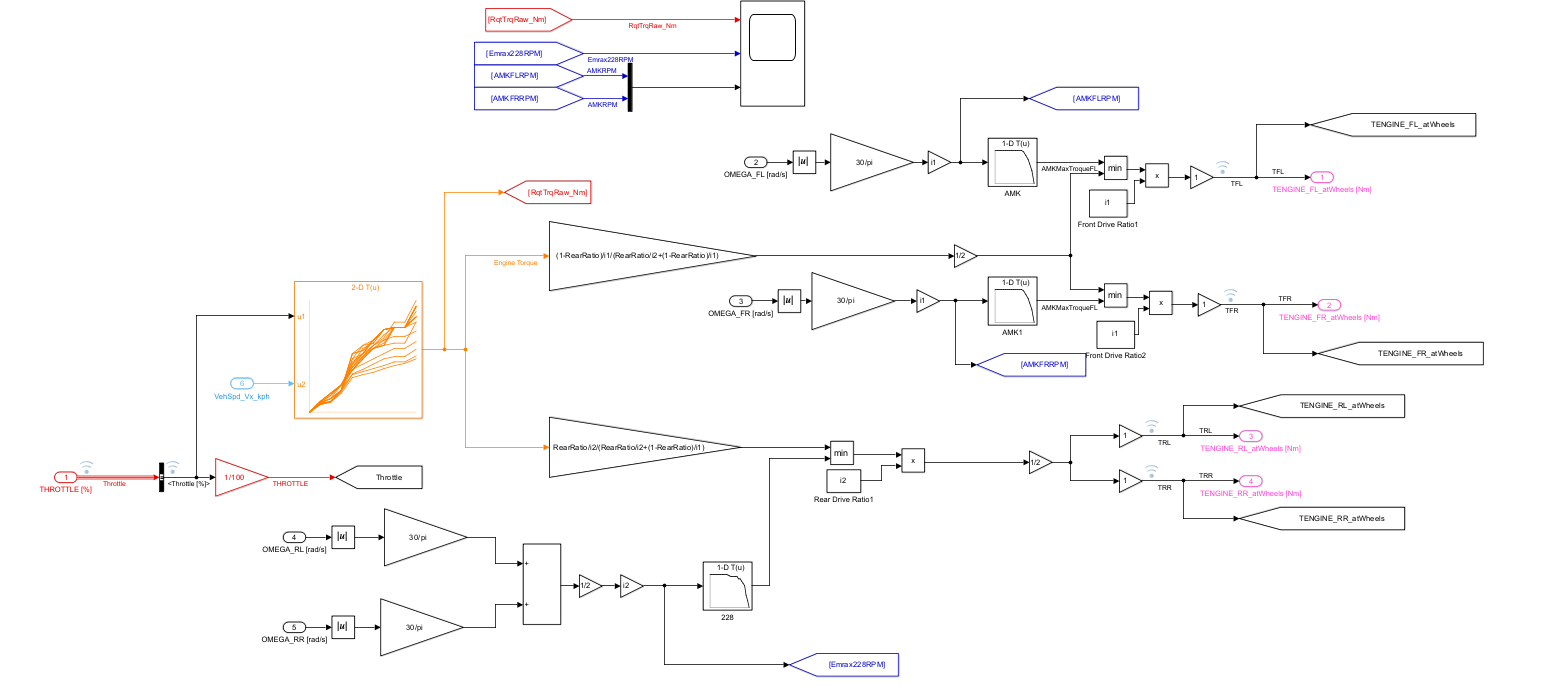 [RqtTrqRaw_Nm]
RqtTrqRaw_Nm
[Emrax228RPM]
Emrax228RPM
[AMKFLRPM]
AMKRPM
[AMKFRRPM]
AMKRPM
[AMKFLRPM]
TENGINE_FL_atWheels
2
OMEGA_FL [rad/s]
|u|
30/pi
i1
1-D T(u)
AMK
AMKMaxTroqueFL
min
i1
Front Drive Ratio1
x
1
TFL
TFL
1
TENGINE_FL_atWheels [Nm]
[RqtTrqRaw_Nm]
Engine Torque
(1-RearRatio)/i1/(RearRatio/i2+(1-RearRatio)/i1)
1/2
2-D T(u)
u1
u2
6
VehSpd_Vx_kph
3
OMEGA_FR [rad/s]
|u|
30/pi
i1
1-D T(u)
AMK1
AMKMaxTroqueFL
min
i1
Front Drive Ratio2
x
1
TFR
TFR
2
TENGINE_FR_atWheels [Nm]
TENGINE_FR_atWheels
[AMKFRRPM]
RearRatio/i2/(RearRatio/i2+(1-RearRatio)/i1)
min
i2
Rear Drive Ratio1
x
1/2
1
TRL
TRL
3
TENGINE_RL_atWheels [Nm]
TENGINE_RL_atWheels
1
TRR
TRR
4
TENGINE_RR_atWheels [Nm]
TENGINE_RR_atWheels
1
THROTTLE [%]
Throttle
<Throttle [%]>
1/100
THROTTLE
Throttle
4
OMEGA_RL [rad/s]
|u|
30/pi
5
OMEGA_RR [rad/s]
|u|
30/pi
+
+
1/2
i2
1-D T(u)
228
[Emrax228RPM]